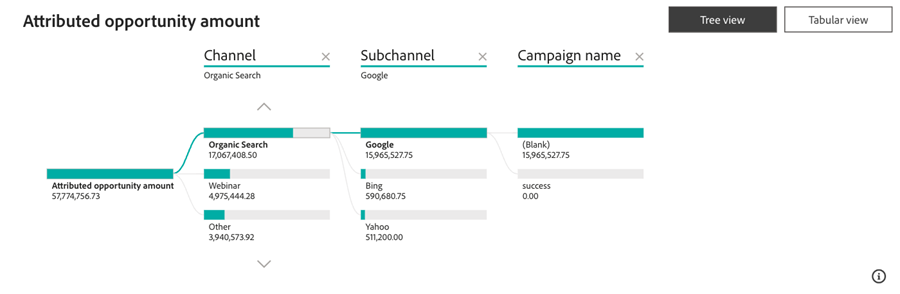 Attributed opportunity amount
Tree view
Tabular view
Channel
Subchannel
Campaign name
Organic Search
Google
Organic Search
17,067,408.50
Google
15,965,527.75
(Blank)
15,965,527.75
Attributed opportunity amount
57,774,756.73
Webinar
4,975,444.28
Bing
590,680.75
success
0.00
Other
3,940,573.92
Yahoo
511,200.00